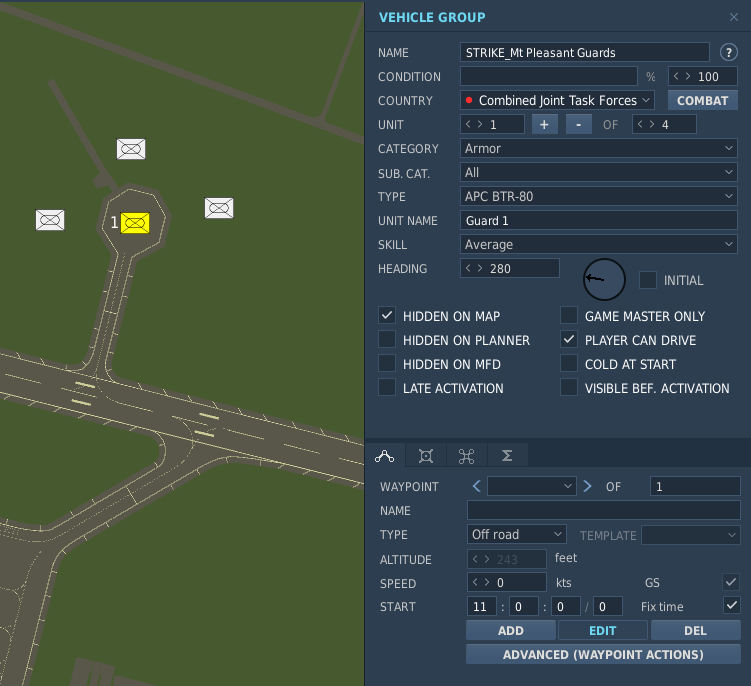 VEHICLE GROUP
NAME STRIKE_Mt Pleasant Guards ?
CONDITION % < > 100
COUNTRY Combined Joint Task Forces COMBAT
UNIT < > 1 + - OF < > 4
CATEGORY Armor
SUB. CAT. All
TYPE APC BTR-80
UNIT NAME Guard 1
SKILL Average
HEADING < > 280 INITIAL
HIDDEN ON MAP GAME MASTER ONLY
HIDDEN ON PLANNER PLAYER CAN DRIVE
HIDDEN ON MFD COLD AT START
LATE ACTIVATION VISIBLE BEF. ACTIVATION
WAYPOINT < > OF 1
NAME
TYPE Off road TEMPLATE
ALTITUDE < > 243 feet
SPEED < > 0 kts GS
START 11 : 0 : 0 / 0 Fix time
ADD EDIT DEL
ADVANCED (WAYPOINT ACTIONS)
1